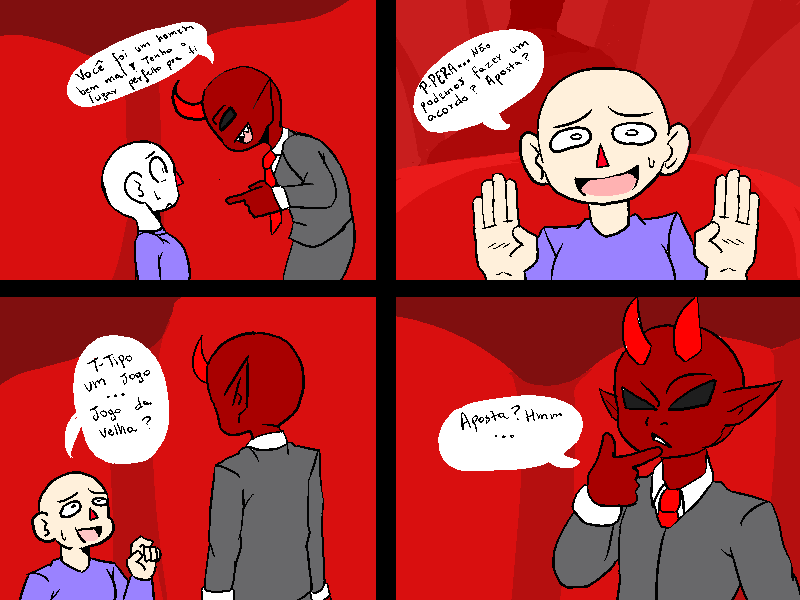 Você foi um homem
bem mal! Tenho o
lugar perfeito pra ti
P.PERA... Não
podemos fazer um
acordo? Aposta?
T-Tipo
um Jogo
...
Jogo da
velha?
Aposta? Hmm
...